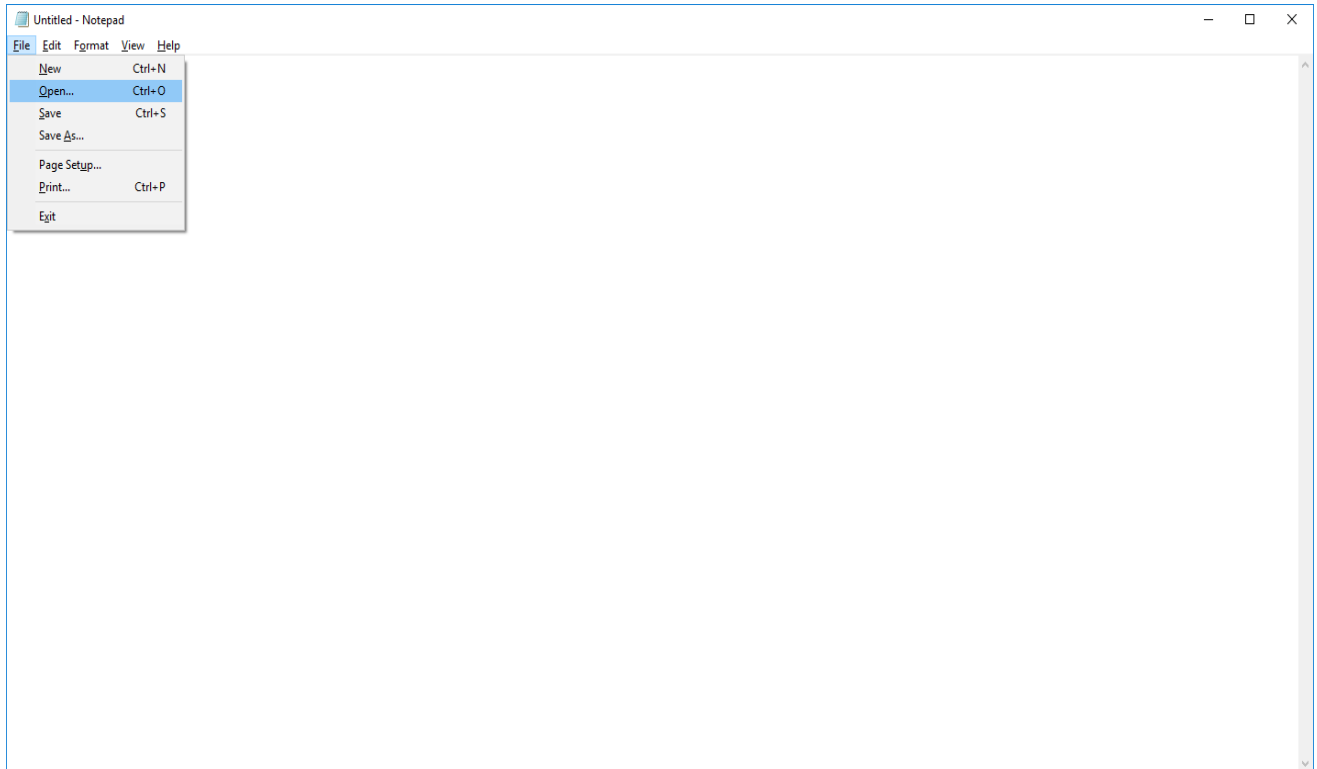 Untitled - Notepad
File Edit Format View Help
New Ctrl+N
Open... Ctrl+O
Save Ctrl+S
Save As...
Page Setup...
Print... Ctrl+P
Exit